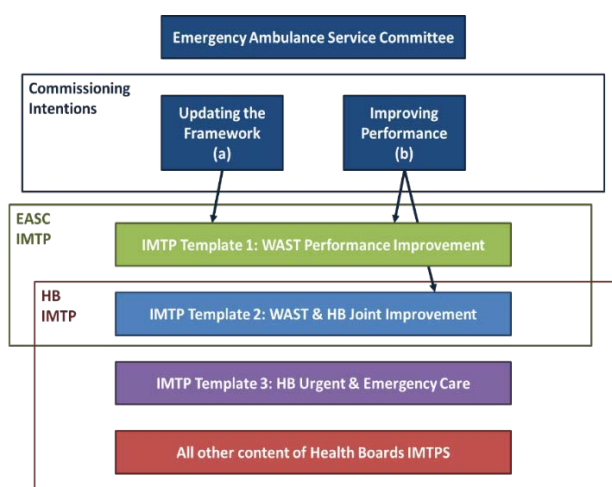 Emergency Ambulance Service Committee
Commissioning
Intentions
Updating the
Framework
(a)
Improving
Performance
(b)
EASC
IMTP
IMTP Template 1: WAST Performance Improvement
HB
IMTP
IMTP Template 2: WAST & HB Joint Improvement
IMTP Template 3: HB Urgent & Emergency Care
All other content of Health Boards IMTPS